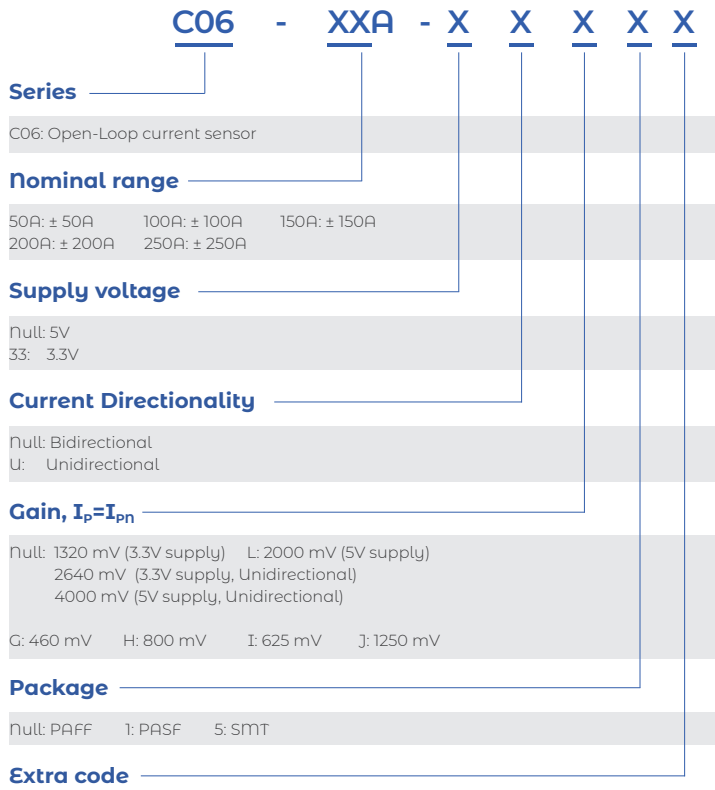 C06 - XXA - X X X X X
Series
C06: Open-Loop current sensor
Nominal range
50A: ± 50A 100A: ± 100A 150A: ± 150A
200A: ± 200A 250A: ± 250A
Supply voltage
Null: 5V
33: 3.3V
Current Directionality
Null: Bidirectional
U: Unidirectional
Gain, IP=IPN
Null: 1320 mV (3.3V supply) L: 2000 mV (5V supply)
2640 mV (3.3V supply, Unidirectional)
4000 mV (5V supply, Unidirectional)
G: 460 mV H: 800 mV I: 625 mV J: 1250 mV
Package
Null: PAFF 1: PASF 5: SMT
Extra code